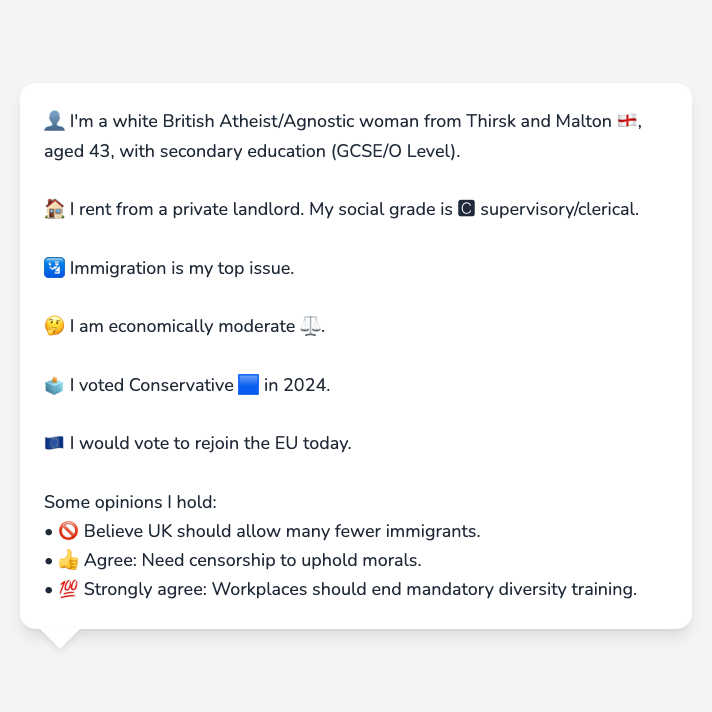 👤 I'm a white British Atheist/Agnostic woman from Thirsk and Malton 🏴󠁧󠁢󠁥󠁮󠁧󠁿,
aged 43, with secondary education (GCSE/O Level).
🏠 I rent from a private landlord. My social grade is C supervisory/clerical.
🛂 Immigration is my top issue.
🤔 I am economically moderate ⚖️.
🗳️ I voted Conservative 🟦 in 2024.
🇪🇺 I would vote to rejoin the EU today.
Some opinions I hold:
• 🚫 Believe UK should allow many fewer immigrants.
• 👍 Agree: Need censorship to uphold morals.
• 💯 Strongly agree: Workplaces should end mandatory diversity training.